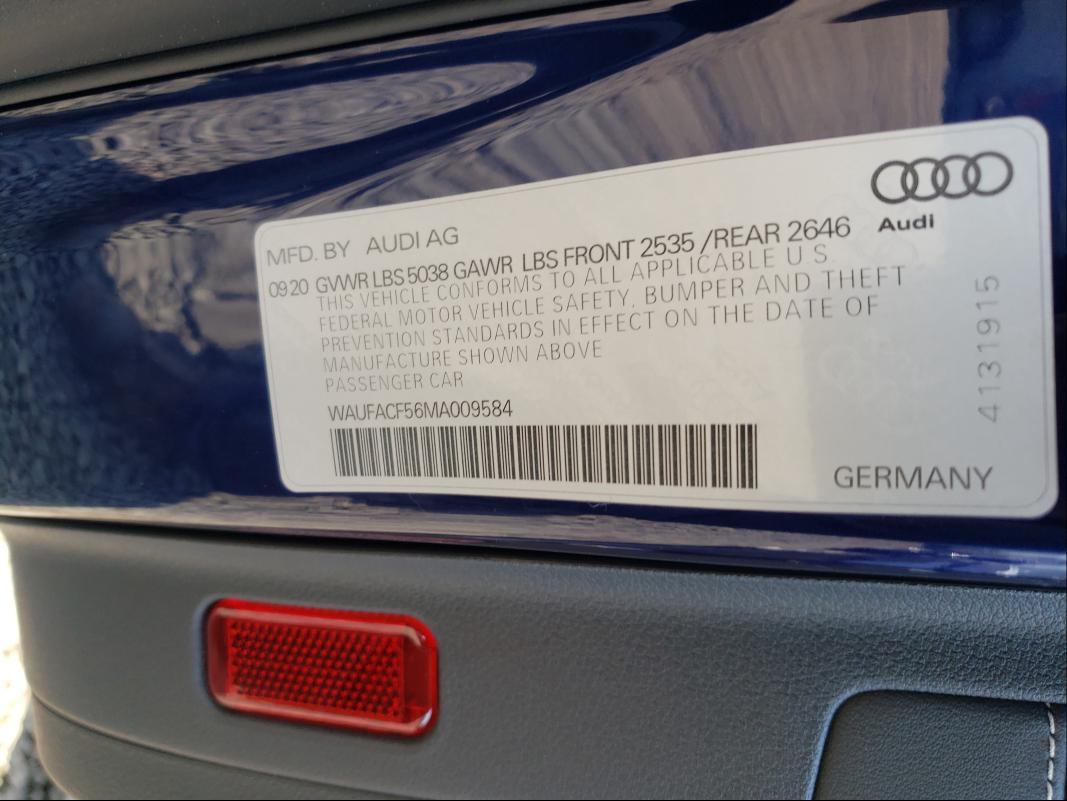 Audi
MFD. BY AUDI AG
09 20 GVWR LBS 5038 GAWR LBS FRONT 2535 /REAR 2646
THIS VEHICLE CONFORMS TO ALL APPLICABLE U.S.
FEDERAL MOTOR VEHICLE SAFETY, BUMPER AND THEFT
PREVENTION STANDARDS IN EFFECT ON THE DATE OF
MANUFACTURE SHOWN ABOVE
PASSENGER CAR
WAUFACF56MA009584
GERMANY
4131915